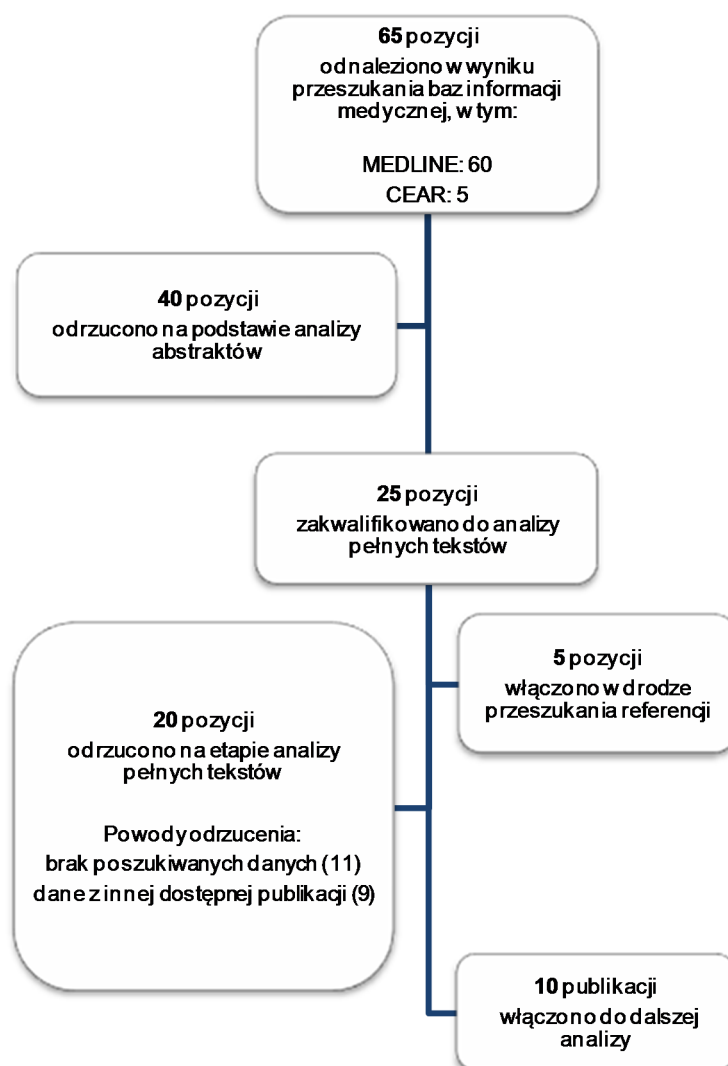 65 pozycji
odnaleziono w wyniku
przeszukania baz informacji
medycznej, w tym:
MEDLINE: 60
CEAR: 5
40 pozycji
odrzucono na podstawie analizy
abstraktów
25 pozycji
zakwalifikowano do analizy
pełnych tekstów
5 pozycji
włączono w drodze
przeszukania referencji
20 pozycji
odrzucono na etapie analizy
pełnych tekstów
Powody odrzucenia:
brak poszukiwanych danych (11)
dane z innej dostępnej publikacji (9)
10 publikacji
włączono do dalszej
analizy